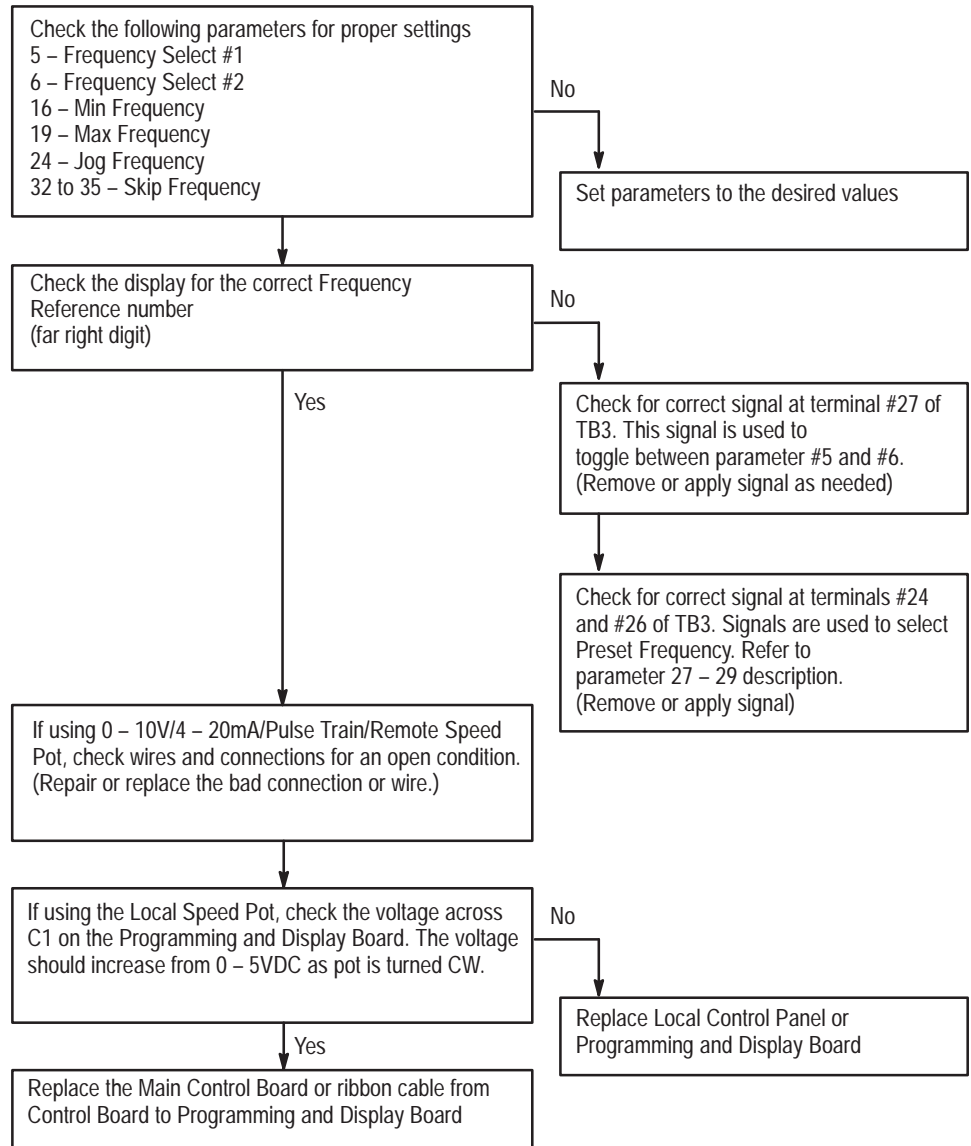 Check the following parameters for proper settings
5 – Frequency Select #1
6 – Frequency Select #2
16 – Min Frequency
19 – Max Frequency
24 – Jog Frequency
32 to 35 – Skip Frequency
No
Set parameters to the desired values
Check the display for the correct Frequency
Reference number
(far right digit)
No
Yes
Check for correct signal at terminal #27 of
TB3. This signal is used to
toggle between parameter #5 and #6.
(Remove or apply signal as needed)
Check for correct signal at terminals #24
and #26 of TB3. Signals are used to select
Preset Frequency. Refer to
parameter 27 – 29 description.
(Remove or apply signal)
If using 0 – 10V/4 – 20mA/Pulse Train/Remote Speed
Pot, check wires and connections for an open condition.
(Repair or replace the bad connection or wire.)
If using the Local Speed Pot, check the voltage across
C1 on the Programming and Display Board. The voltage
should increase from 0 – 5VDC as pot is turned CW.
No
Replace Local Control Panel or
Programming and Display Board
Yes
Replace the Main Control Board or ribbon cable from
Control Board to Programming and Display Board